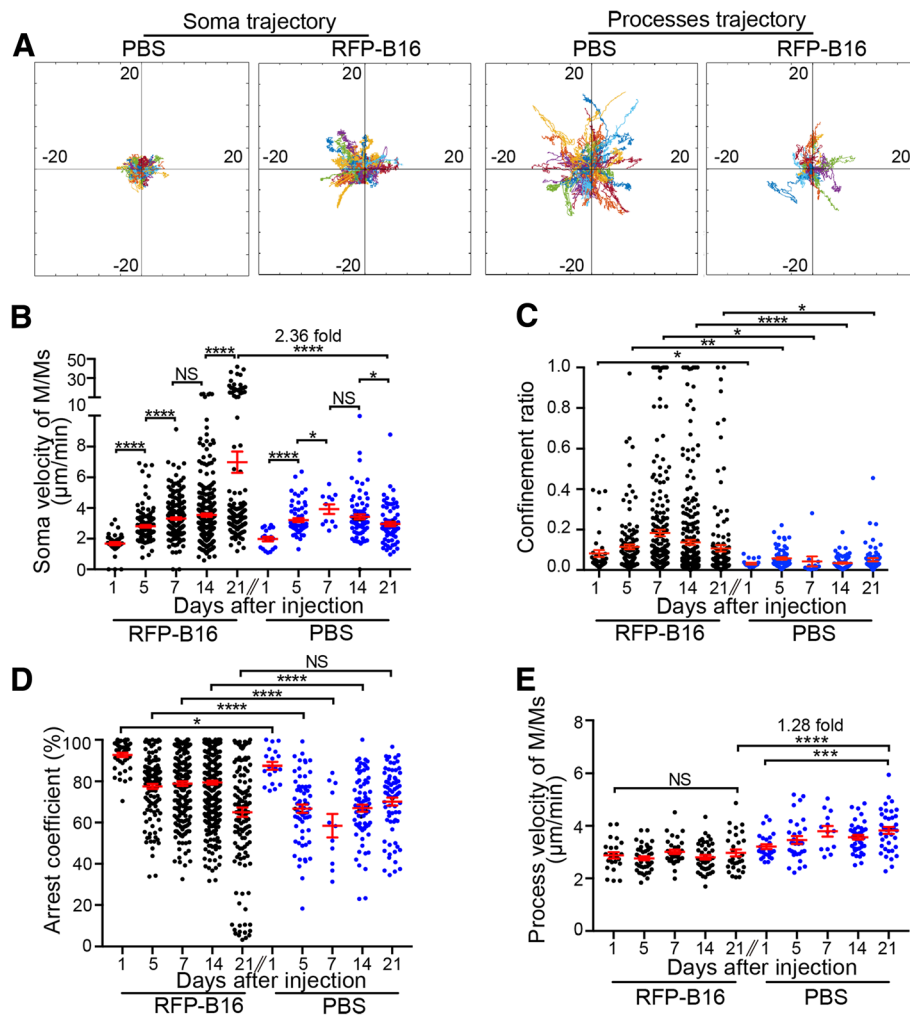 A
Soma trajectory
Processes trajectory
PBS
RFP-B16
PBS
RFP-B16
20
20
20
20
-20
20
-20
20
-20
20
-20
20
-20
-20
-20
-20
B
2.36 fold
**** ****
NS
* 
NS
****
*
****
****
Soma velocity of M/Ms
(μm/min)
50
30
10
8
6
4
2
0
1 5 7 14 21 // 1 5 7 14 21
Days after injection
RFP-B16
PBS
C
*
****
*
**
*
Confinement ratio
1.0
0.8
0.6
0.4
0.2
0.0
1 5 7 14 21 // 1 5 7 14 21
Days after injection
RFP-B16
PBS
D
NS
****
****
****
*
Arrest coefficient (%)
100
80
60
40
20
0
1 5 7 14 21 // 1 5 7 14 21
Days after injection
RFP-B16
PBS
E
1.28 fold
****
***
NS
Process velocity of M/Ms
(μm/min)
8
6
4
2
0
1 5 7 14 21 // 1 5 7 14 21
Days after injection
RFP-B16
PBS